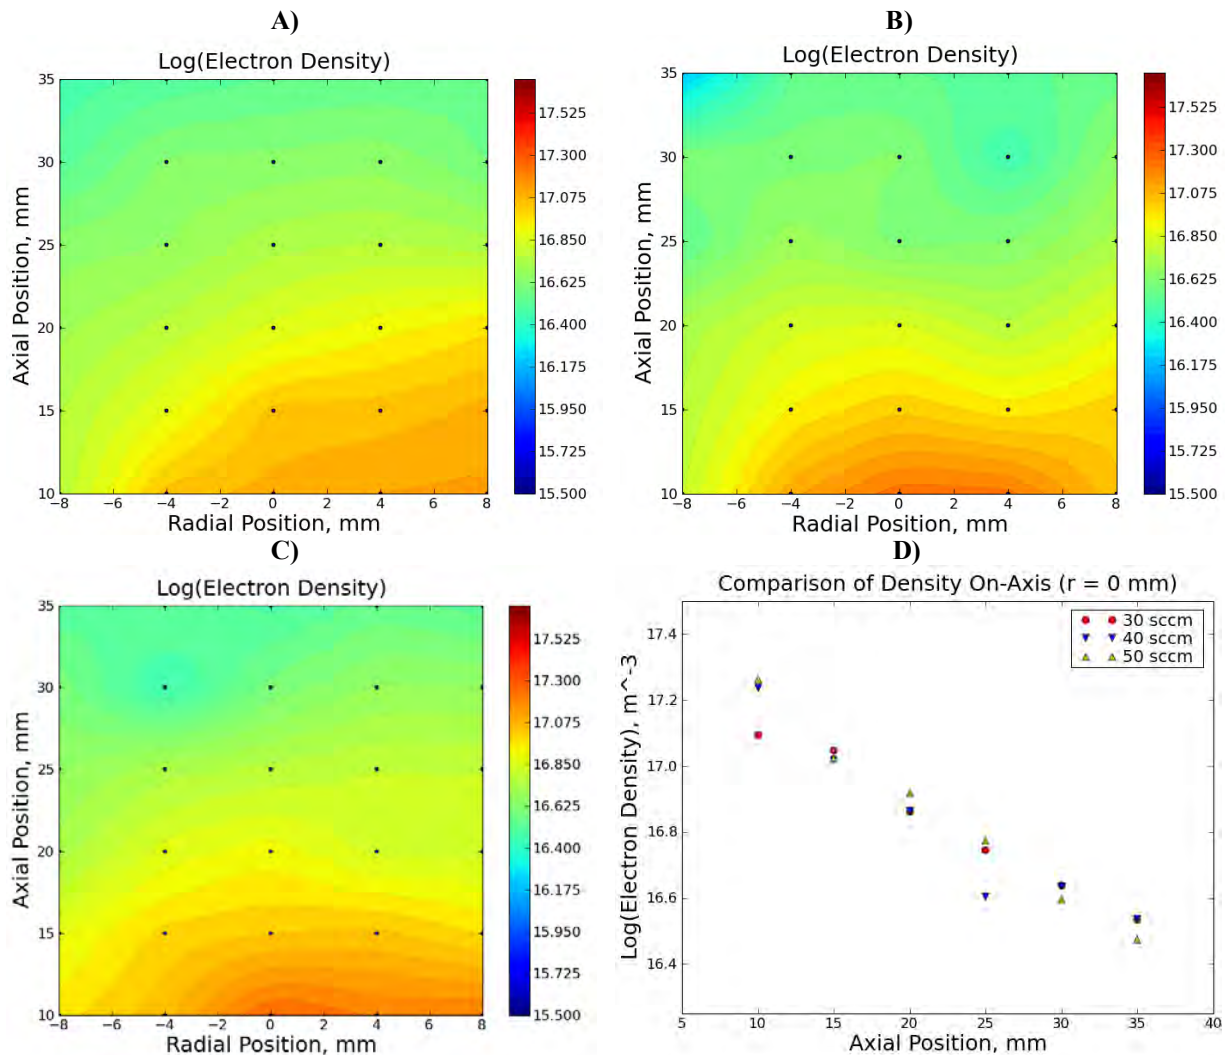 A)
Log(Electron Density)
35
30
25
20
15
10
Axial Position, mm
−8 −6 −4 −2 0 2 4 6 8
Radial Position, mm
17.525
17.300
17.075
16.850
16.625
16.400
16.175
15.950
15.725
15.500
B)
Log(Electron Density)
35
30
25
20
15
10
Axial Position, mm
−8 −6 −4 −2 0 2 4 6 8
Radial Position, mm
17.525
17.300
17.075
16.850
16.625
16.400
16.175
15.950
15.725
15.500
C)
Log(Electron Density)
35
30
25
20
15
10
Axial Position, mm
−8 −6 −4 −2 0 2 4 6 8
Radial Position, mm
17.525
17.300
17.075
16.850
16.625
16.400
16.175
15.950
15.725
15.500
D)
Comparison of Density On-Axis (r = 0 mm)
30 sccm
40 sccm
50 sccm
17.4
17.2
17.0
16.8
16.6
16.4
Log(Electron Density), m^-3
5 10 15 20 25 30 35 40
Axial Position, mm